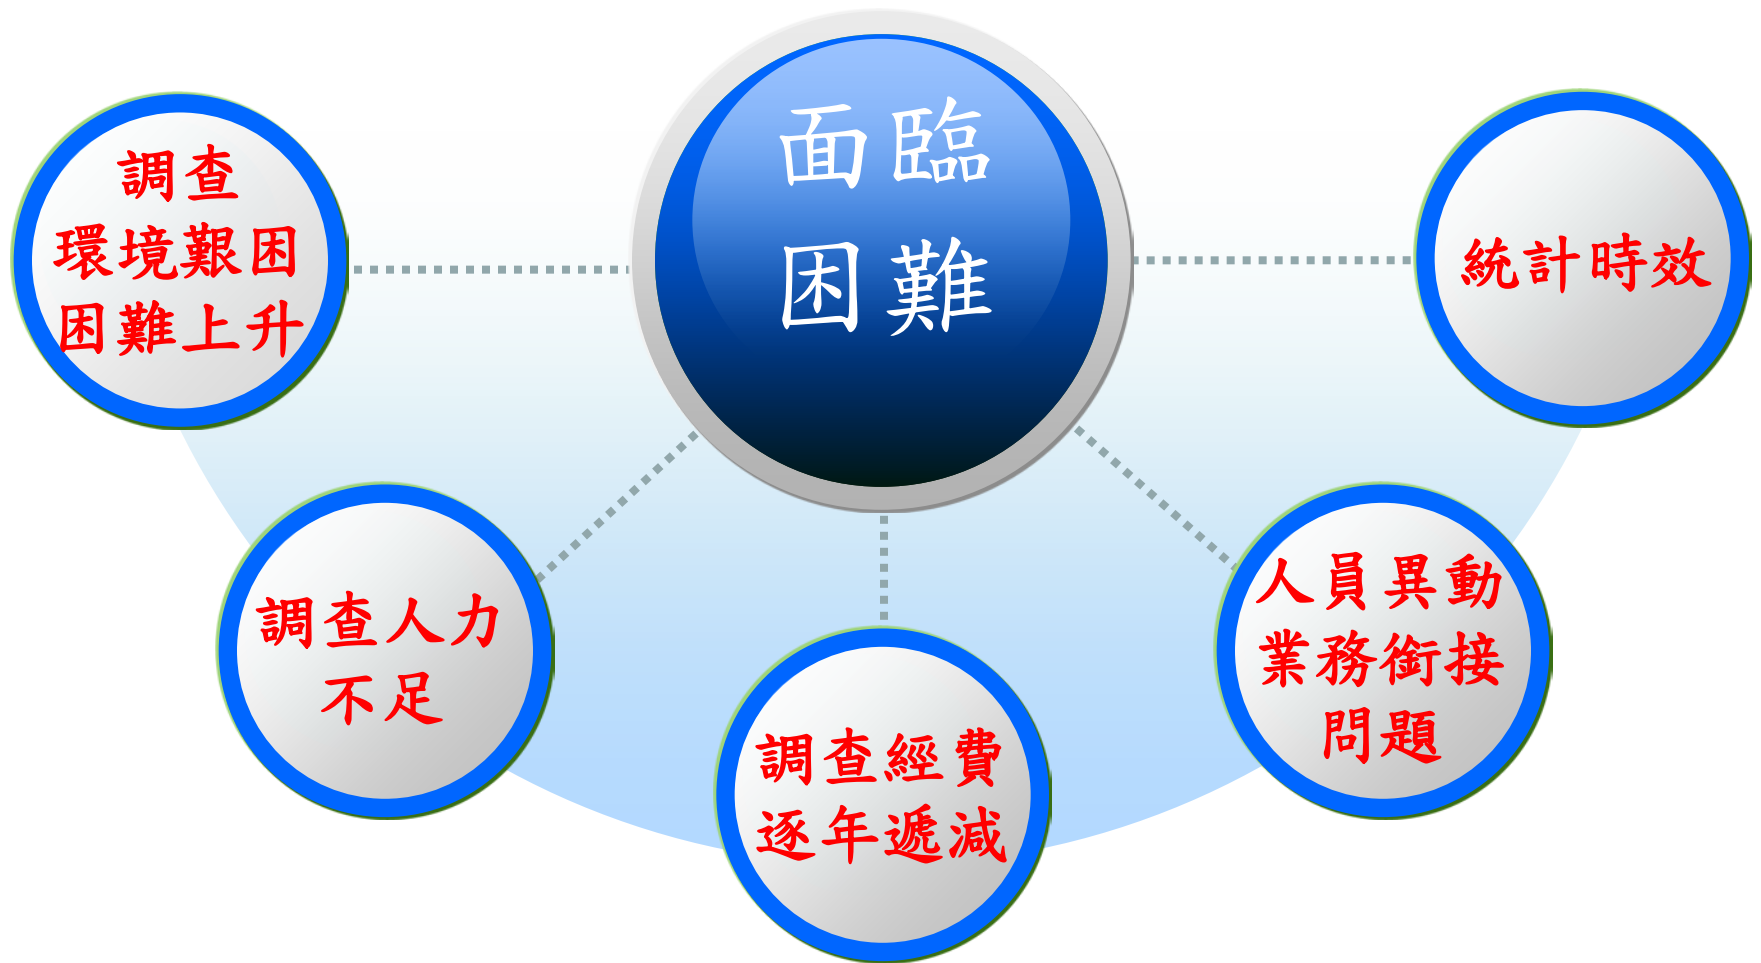 面臨
困難
調查
環境艱困
困難上升
調查人力
不足
調查經費
逐年遞減
人員異動
業務銜接
問題
統計時效